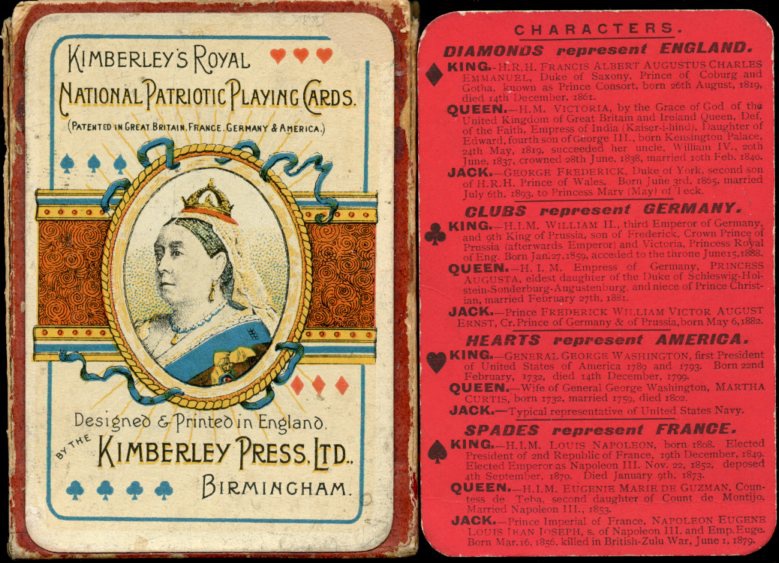 KIMBERLEY'S ROYAL
NATIONAL PATRIOTIC PLAYING CARDS.
(PATENTED IN GREAT BRITAIN, FRANCE, GERMANY & AMERICA.)
Designed & Printed in England.
BY THE
KIMBERLEY PRESS, LTD.,
BIRMINGHAM.
CHARACTERS.
DIAMONDS represent ENGLAND.
KING.—H.R.H. FRANCIS ALBERT AUGUSTUS CHARLES
EMMANUEL, Duke of Saxony, Prince of Coburg and
Gotha, known as Prince Consort, born 26th August, 1819,
died 14th December, 1861.
QUEEN.—H.M. VICTORIA, by the Grace of God of the
United Kingdom of Great Britain and Ireland Queen, Def.
of the Faith, Empress of India (Kaiser-i-hind), Daughter of
Edward, fourth son of George III., born Kensington Palace,
24th May, 1819, succeeded her uncle, William IV., 20th
June, 1837, crowned 28th June, 1838, married 10th Feb. 1840.
JACK.—GEORGE FREDERICK, Duke of York, second son
of H.R.H. Prince of Wales. Born June 3rd, 1865, married
July 6th, 1893, to Princess Mary (May) of Teck.
CLUBS represent GERMANY.
KING.—H.I.M. WILLIAM II., third Emperor of Germany,
and 9th King of Prussia, son of Frederick, Crown Prince of
Prussia (afterwards Emperor) and Victoria, Princess Royal
of Eng. Born Jan. 27, 1859, acceded to the throne June 15, 1888.
QUEEN.—H. I. M. Empress of Germany, PRINCESS
AUGUSTA, eldest daughter of the Duke of Schleswig-Hol-
stein-Sonderburg-Augustenburg, and niece of Prince Christ-
ian, married February 27th, 1881.
JACK.—Prince FREDERICK WILLIAM VICTOR AUGUST
ERNST, Cr. Prince of Germany & of Prussia, born May 6, 1882.
HEARTS represent AMERICA.
KING.—GENERAL GEORGE WASHINGTON, first President
of United States of America 1789 and 1793. Born 22nd
February, 1732, died 14th December, 1799.
QUEEN.—Wife of General George Washington, MARTHA
CURTIS, born 1732, married 1759, died 1802.
JACK.—Typical representative of United States Navy.
SPADES represent FRANCE.
KING.—H.I.M. LOUIS NAPOLEON, born 1808. Elected
President of 2nd Republic of France, 19th December, 1849.
Elected Emperor as Napoleon III. Nov. 22, 1852, deposed
4th September, 1870. Died January 9th, 1873.
QUEEN.—H.I.M. EUGENIE MARIE DE GUZMAN, Coun-
tess de Teba, second daughter of Count de Montijo.
Married Napoleon III., 1853.
JACK.—Prince Imperial of France, NAPOLEON EUGENE
LOUIS JEAN JOSEPH, s. of Napoleon III. and Emp. Euge.
Born Mar. 16, 1856, killed in British-Zulu War, June 1, 1879.